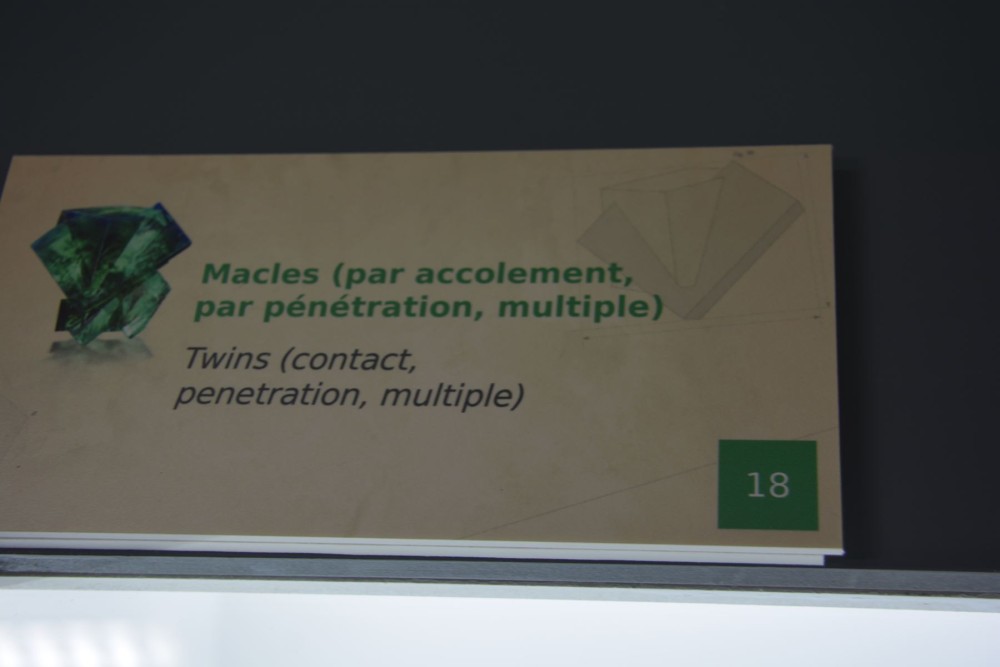 Macles (par accolement,
par pénétration, multiple)
Twins (contact,
penetration, multiple)
18